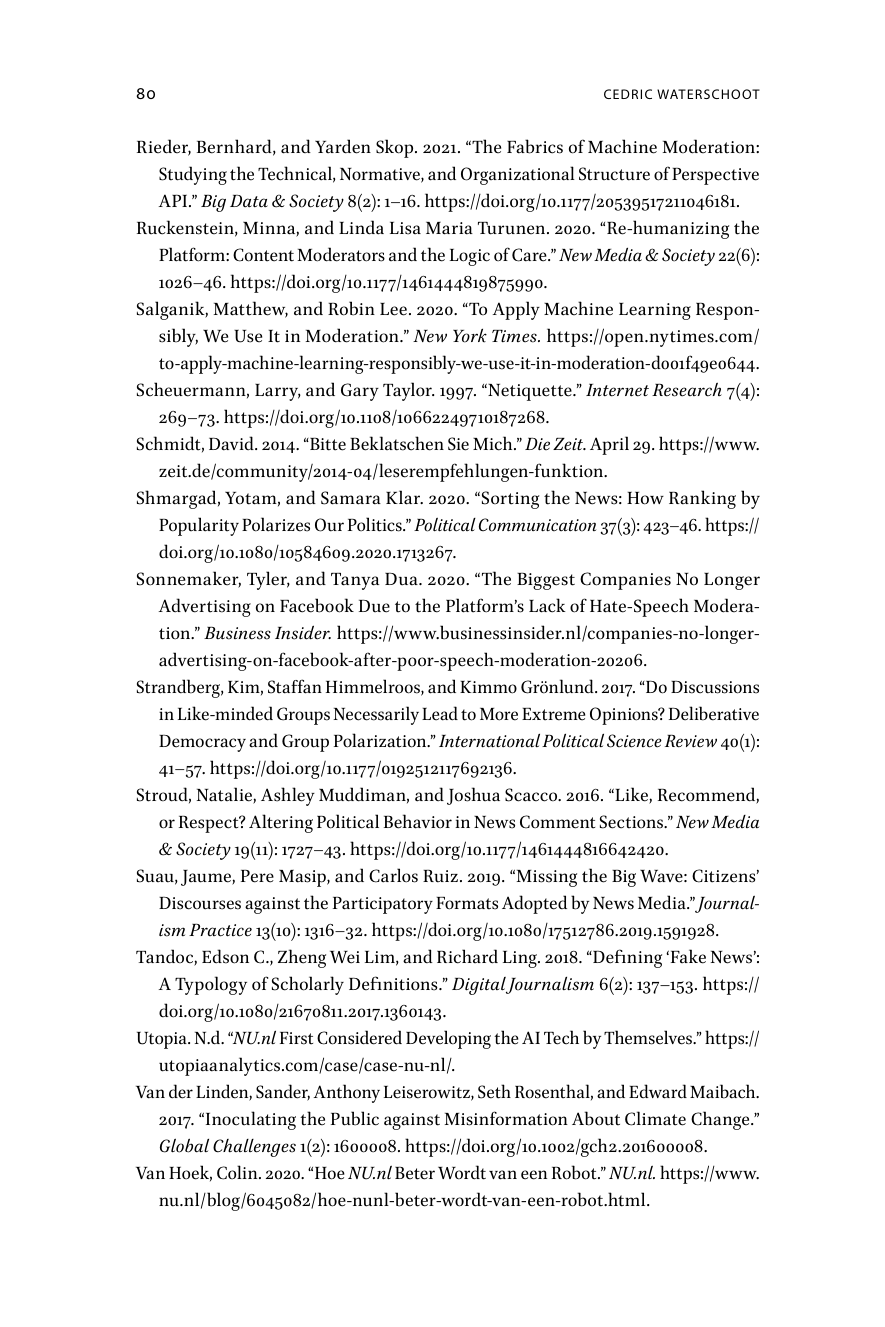 80
CEDRIC WATERSCHOOT
Rieder, Bernhard, and Yarden Skop. 2021. “The Fabrics of Machine Moderation:
Studying the Technical, Normative, and Organizational Structure of Perspective
API.” Big Data & Society 8(2): 1–16. https://doi.org/10.1177/20539517211046181.
Ruckenstein, Minna, and Linda Lisa Maria Turunen. 2020. “Re-humanizing the
Platform: Content Moderators and the Logic of Care.” New Media & Society 22(6):
1026–46. https://doi.org/10.1177/1461444819875990.
Salganik, Matthew, and Robin Lee. 2020. “To Apply Machine Learning Respon-
sibly, We Use It in Moderation.” New York Times. https://open.nytimes.com/
to-apply-machine-learning-responsibly-we-use-it-in-moderation-d001f49e0644.
Scheuermann, Larry, and Gary Taylor. 1997. “Netiquette.” Internet Research 7(4):
269–73. https://doi.org/10.1108/10662249710187268.
Schmidt, David. 2014. “Bitte Beklatschen Sie Mich.” Die Zeit. April 29. https://www.
zeit.de/community/2014-04/leserempfehlungen-funktion.
Shmargad, Yotam, and Samara Klar. 2020. “Sorting the News: How Ranking by
Popularity Polarizes Our Politics.” Political Communication 37(3): 423–46. https://
doi.org/10.1080/10584609.2020.1713267.
Sonnemaker, Tyler, and Tanya Dua. 2020. “The Biggest Companies No Longer
Advertising on Facebook Due to the Platform’s Lack of Hate-Speech Modera-
tion.” Business Insider. https://www.businessinsider.nl/companies-no-longer-
advertising-on-facebook-after-poor-speech-moderation-20206.
Strandberg, Kim, Staffan Himmelroos, and Kimmo Grönlund. 2017. “Do Discussions
in Like-minded Groups Necessarily Lead to More Extreme Opinions? Deliberative
Democracy and Group Polarization.” International Political Science Review 40(1):
41–57. https://doi.org/10.1177/0192512117692136.
Stroud, Natalie, Ashley Muddiman, and Joshua Scacco. 2016. “Like, Recommend,
or Respect? Altering Political Behavior in News Comment Sections.” New Media
& Society 19(11): 1727–43. https://doi.org/10.1177/1461444816642420.
Suau, Jaume, Pere Masip, and Carlos Ruiz. 2019. “Missing the Big Wave: Citizens’
Discourses against the Participatory Formats Adopted by News Media.” Journal-
ism Practice 13(10): 1316–32. https://doi.org/10.1080/17512786.2019.1591928.
Tandoc, Edson C., Zheng Wei Lim, and Richard Ling. 2018. “Defining ‘Fake News’:
A Typology of Scholarly Definitions.” Digital Journalism 6(2): 137–153. https://
doi.org/10.1080/21670811.2017.1360143.
Utopia. N.d. “NU.nl First Considered Developing the AI Tech by Themselves.” https://
utopiaanalytics.com/case/case-nu-nl/.
Van der Linden, Sander, Anthony Leiserowitz, Seth Rosenthal, and Edward Maibach.
2017. “Inoculating the Public against Misinformation About Climate Change.”
Global Challenges 1(2): 1600008. https://doi.org/10.1002/gch2.201600008.
Van Hoek, Colin. 2020. “Hoe NU.nl Beter Wordt van een Robot.” NU.nl. https://www.
nu.nl/blog/6045082/hoe-nunl-beter-wordt-van-een-robot.html.